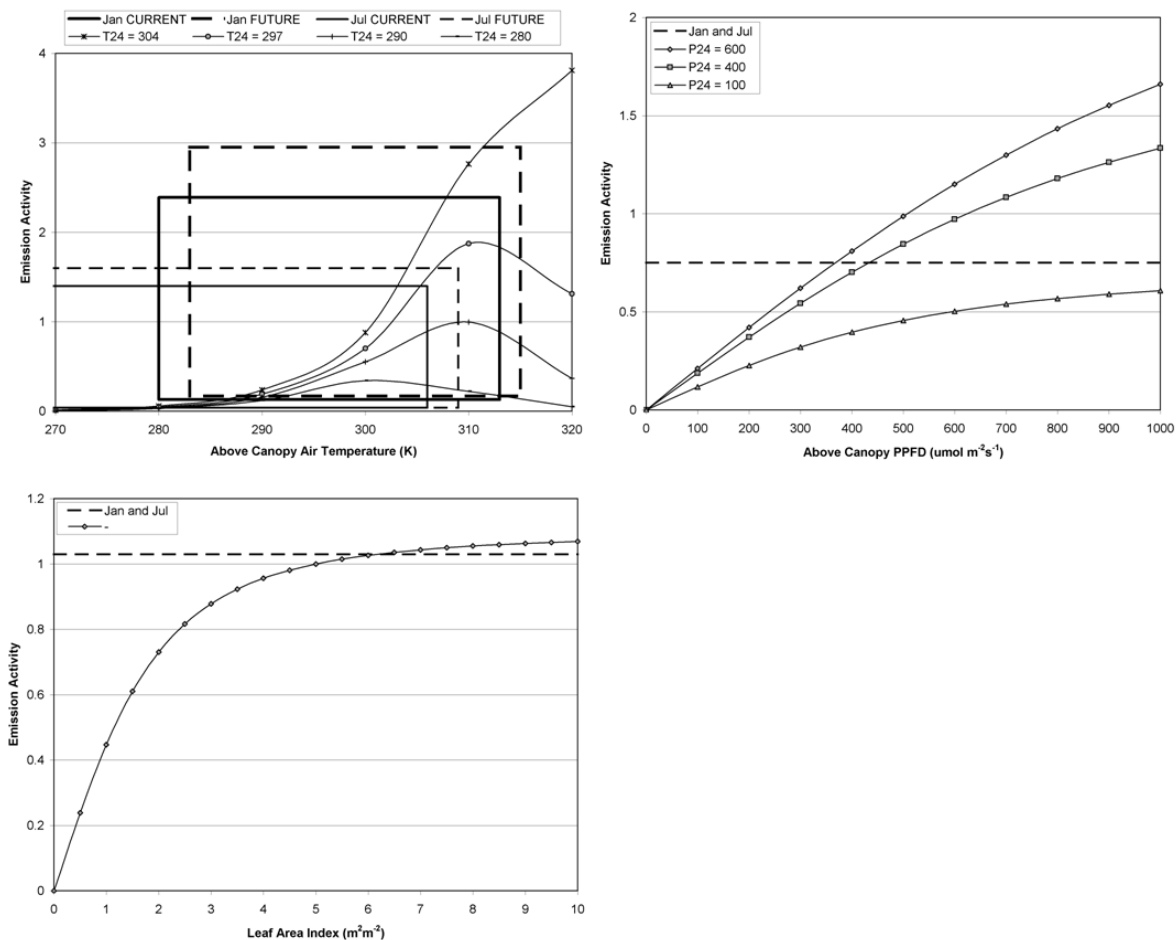 Jan CURRENT Jan FUTURE Jul CURRENT Jul FUTURE
T24 = 304 T24 = 297 T24 = 290 T24 = 280
4
3
2
1
0
Emission Activity
270 280 290 300 310 320
Above Canopy Air Temperature (K)
Jan and Jul
P24 = 600
P24 = 400
P24 = 100
2
1.5
1
0.5
0
Emission Activity
0 100 200 300 400 500 600 700 800 900 1000
Above Canopy PPFD (umol m⁻²s⁻¹)
Jan and Jul
-
1.2
1
0.8
0.6
0.4
0.2
0
Emission Activity
0 1 2 3 4 5 6 7 8 9 10
Leaf Area Index (m²m⁻²)